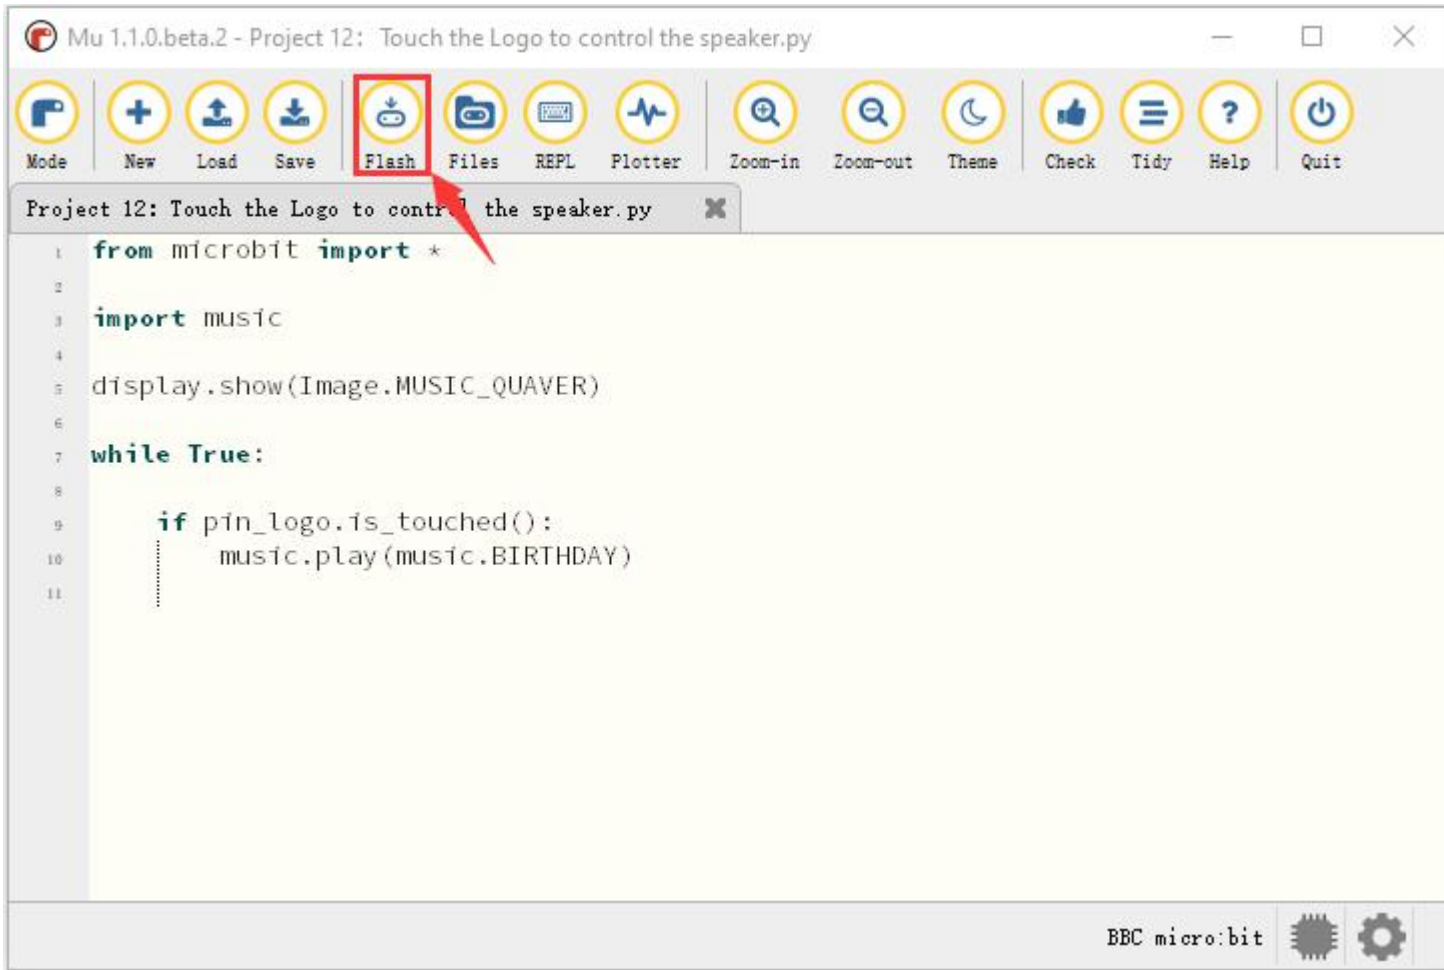 Mu 1.1.0.beta.2 - Project 12：Touch the Logo to control the speaker.py
Mode New Load Save Flash Files REPL Plotter Zoom-in Zoom-out Theme Check Tidy Help Quit
Project 12: Touch the Logo to control the speaker.py
1 from microbit import *
2
3 import music
4
5 display.show(Image.MUSIC_QUAVER)
6
7 while True:
8
9 if pin_logo.is_touched():
10 music.play(music.BIRTHDAY)
11
BBC micro:bit